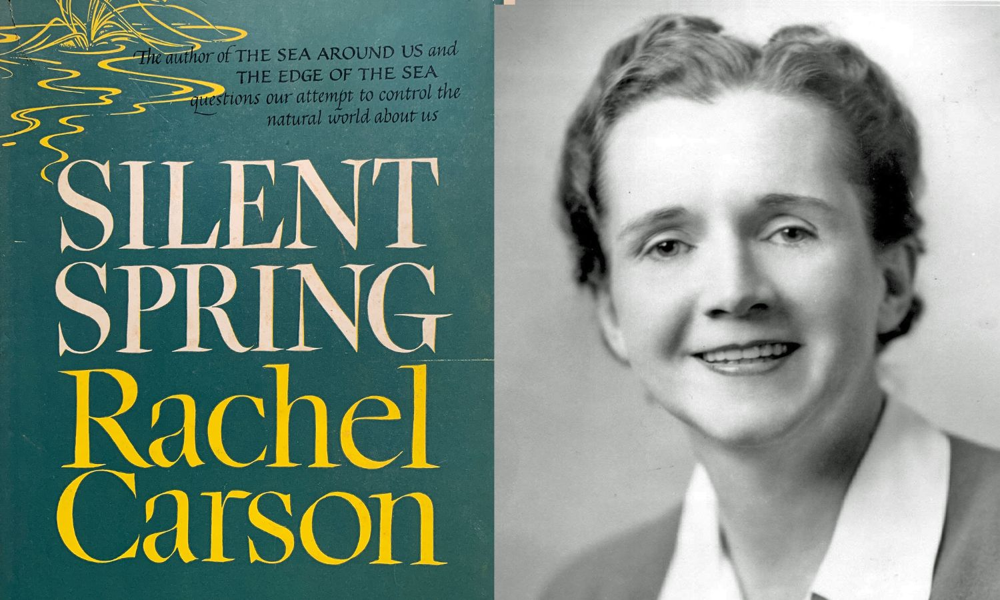 The author of THE SEA AROUND US and
THE EDGE OF THE SEA
questions our attempt to control the
natural world about us
SILENT
SPRING
Rachel
Carson